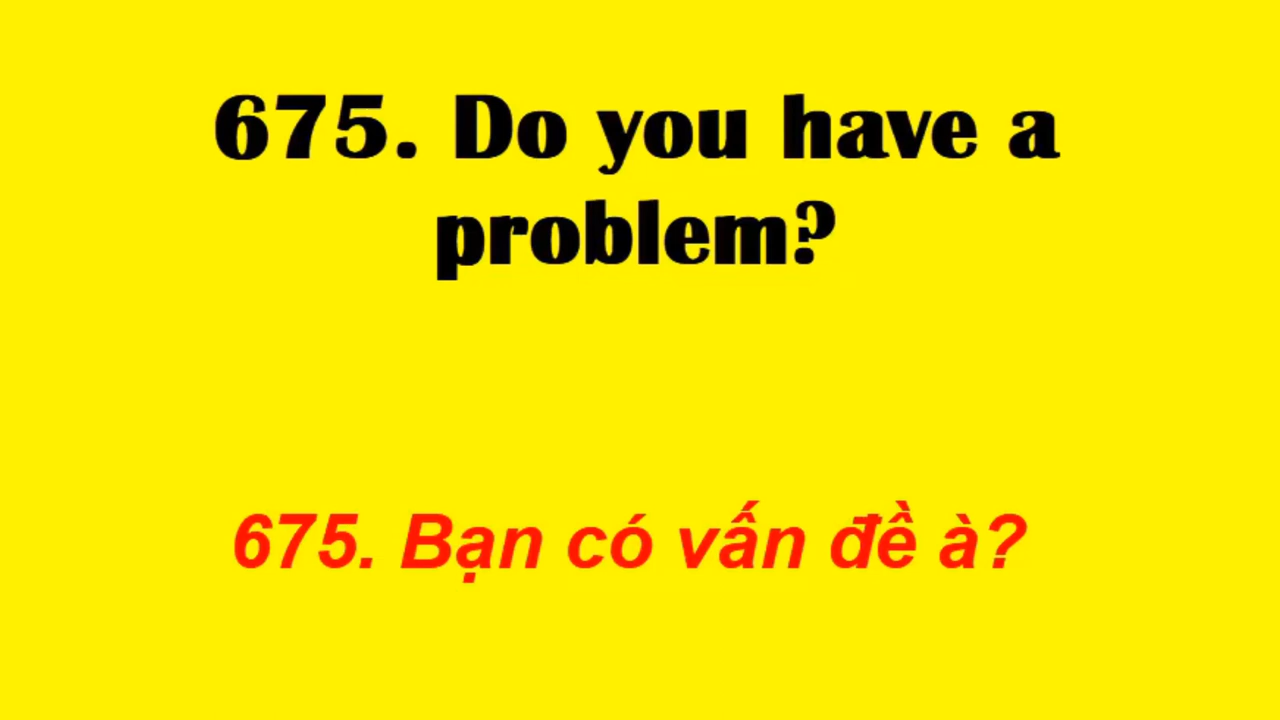 675. Do you have a
problem?
675. Bạn có vấn đề à?